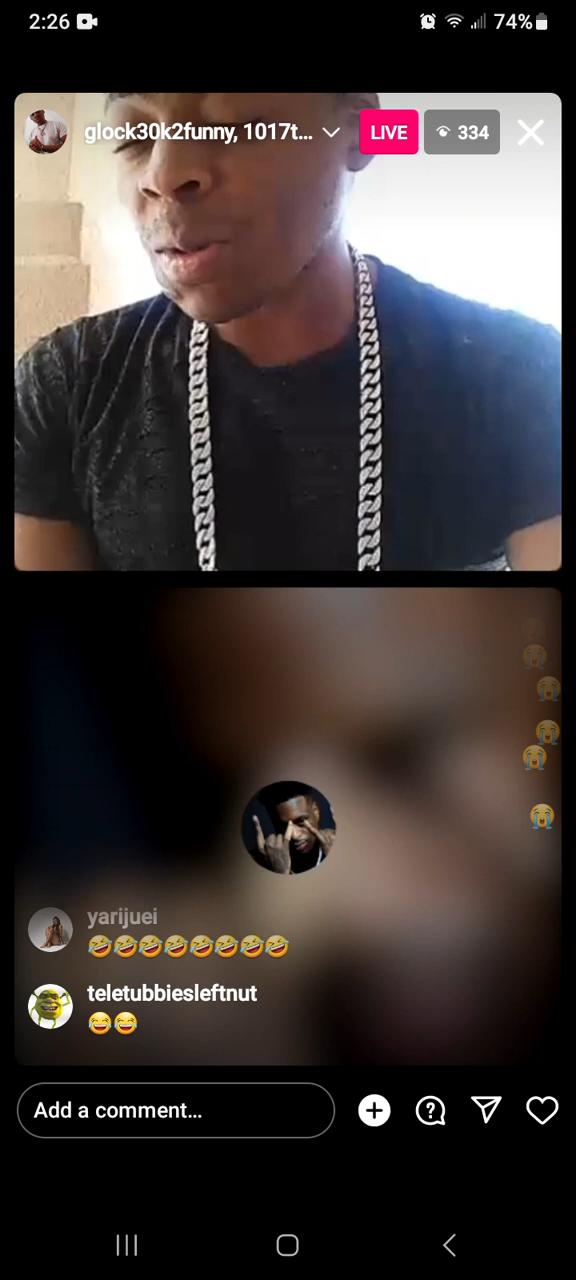 2:26 74%
glock30k2funny, 1017t... LIVE 334
yarijuei
🤣🤣🤣🤣🤣🤣🤣🤣
teletubbiesleftnut
😂😂
Add a comment...